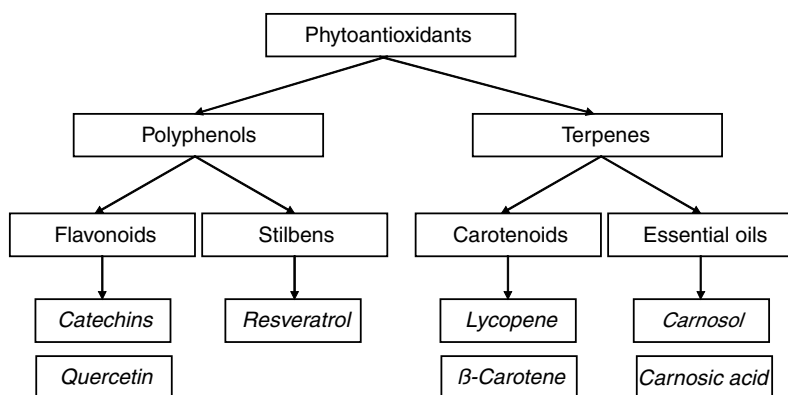 Phytoantioxidants
Polyphenols
Terpenes
Flavonoids
Stilbens
Carotenoids
Essential oils
Catechins
Resveratrol
Lycopene
Carnosol
Quercetin
ß-Carotene
Carnosic acid